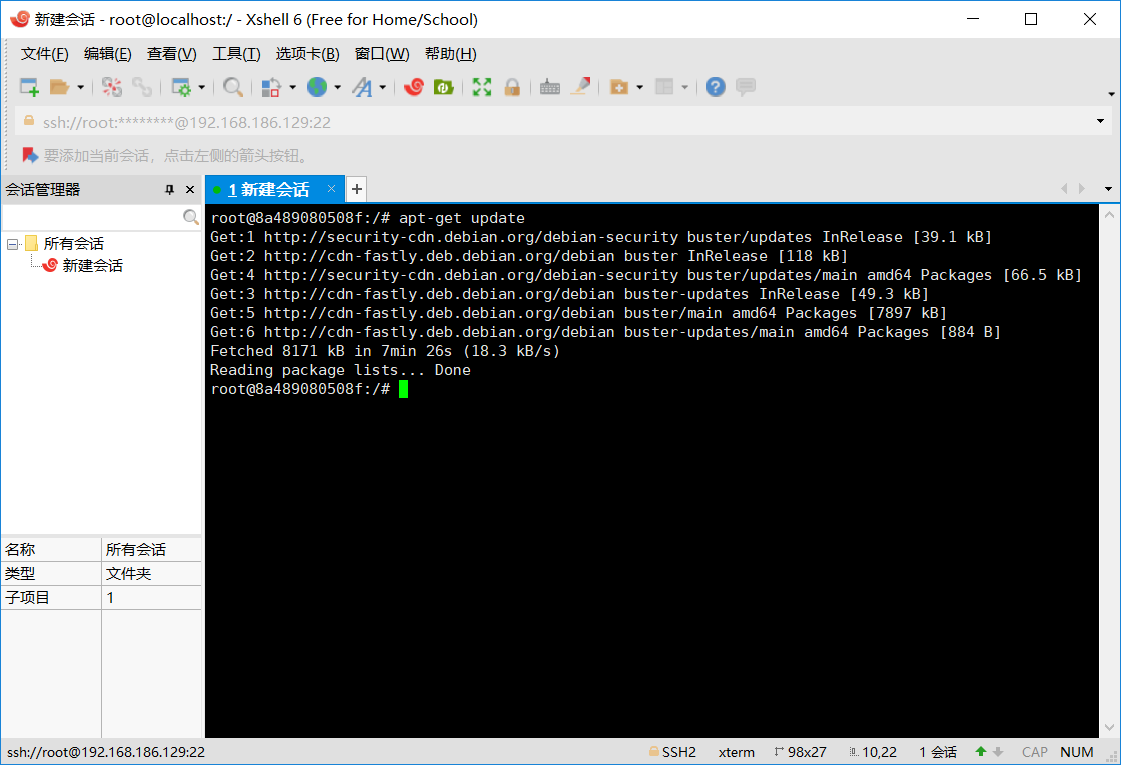 新建会话 - root@localhost:/ - Xshell 6 (Free for Home/School)
文件(F) 编辑(E) 查看(V) 工具(T) 选项卡(B) 窗口(W) 帮助(H)
ssh://root:********@192.168.186.129:22
要添加当前会话，点击左侧的箭头按钮。
会话管理器
1 新建会话
所有会话
新建会话
root@8a489080508f:/# apt-get update
Get:1 http://security-cdn.debian.org/debian-security buster/updates InRelease [39.1 kB]
Get:2 http://cdn-fastly.deb.debian.org/debian buster InRelease [118 kB]
Get:4 http://security-cdn.debian.org/debian-security buster/updates/main amd64 Packages [66.5 kB]
Get:3 http://cdn-fastly.deb.debian.org/debian buster-updates InRelease [49.3 kB]
Get:5 http://cdn-fastly.deb.debian.org/debian buster/main amd64 Packages [7897 kB]
Get:6 http://cdn-fastly.deb.debian.org/debian buster-updates/main amd64 Packages [884 B]
Fetched 8171 kB in 7min 26s (18.3 kB/s)
Reading package lists... Done
root@8a489080508f:/#
名称 所有会话
类型 文件夹
子项目 1
ssh://root@192.168.186.129:22 SSH2 xterm 98x27 10,22 1 会话 CAP NUM